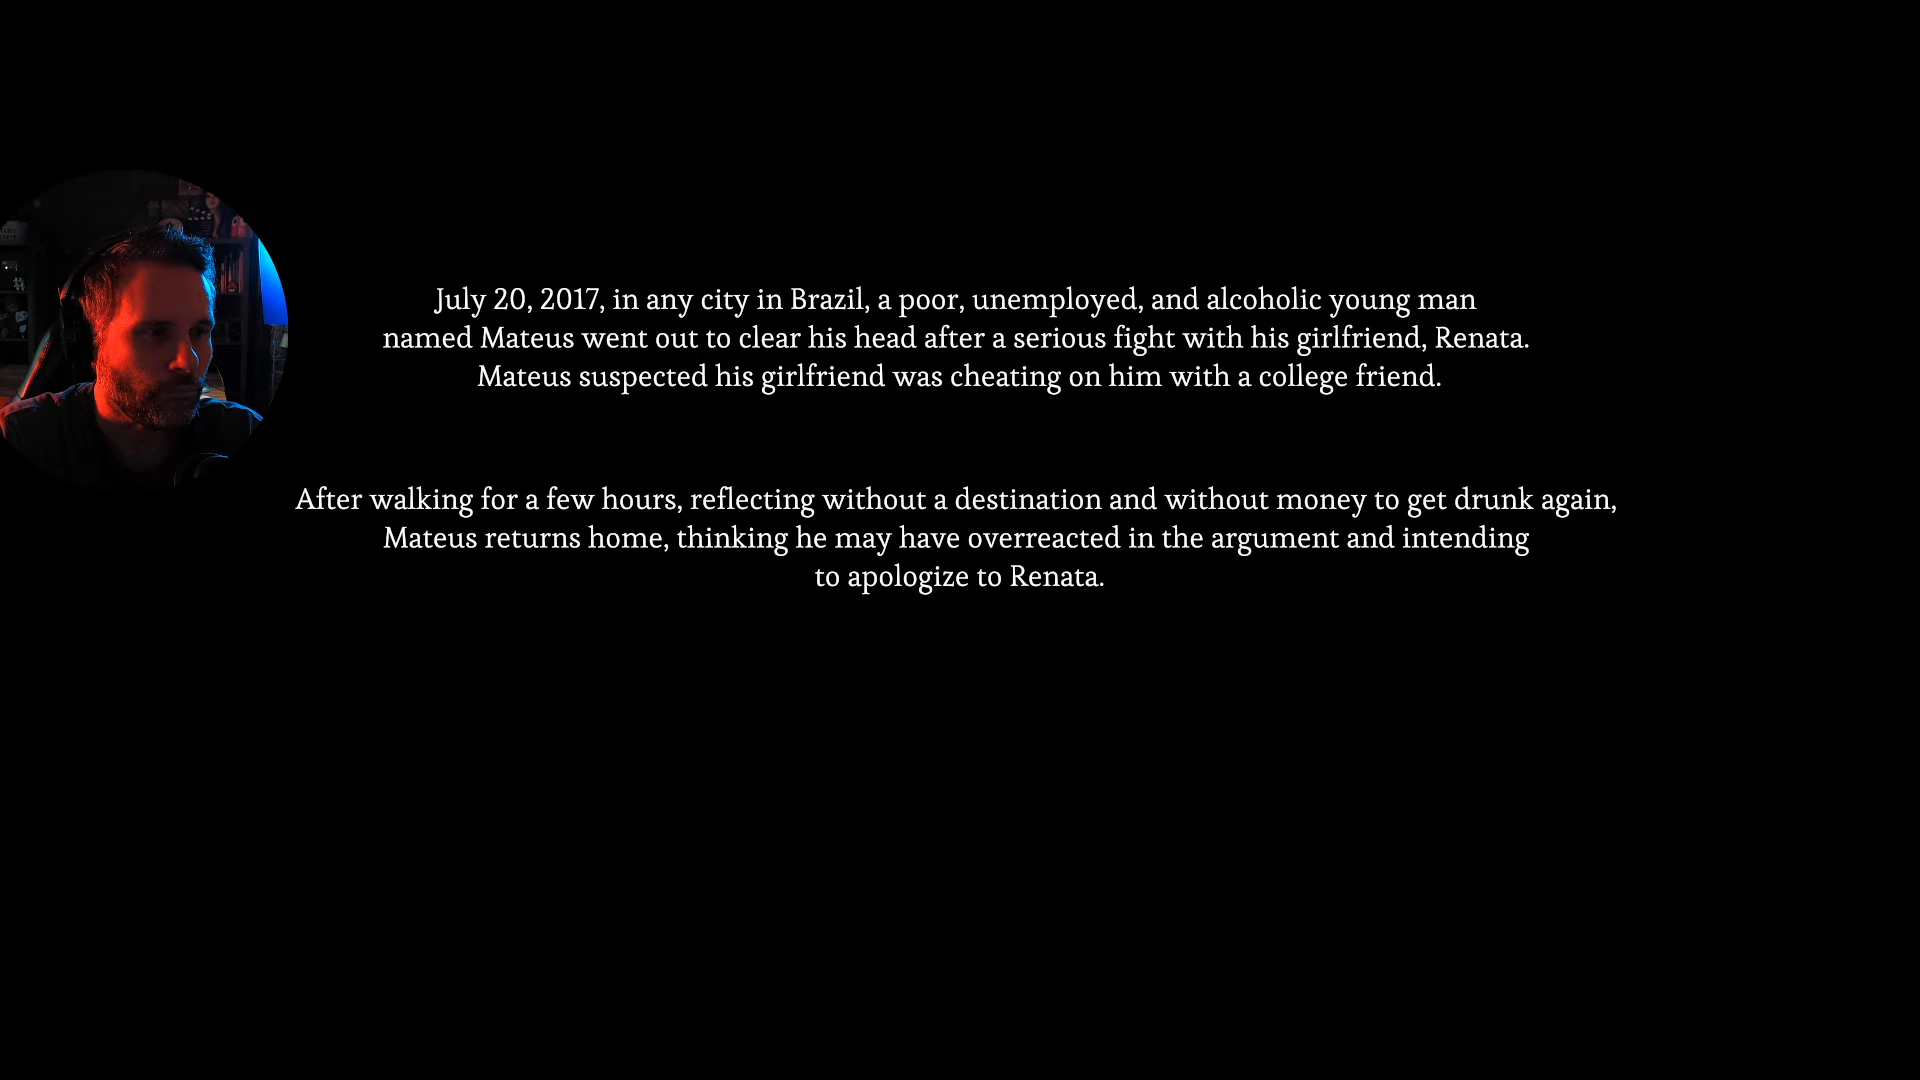 July 20, 2017, in any city in Brazil, a poor, unemployed, and alcoholic young man
named Mateus went out to clear his head after a serious fight with his girlfriend, Renata.
Mateus suspected his girlfriend was cheating on him with a college friend.
After walking for a few hours, reflecting without a destination and without money to get drunk again,
Mateus returns home, thinking he may have overreacted in the argument and intending
to apologize to Renata.